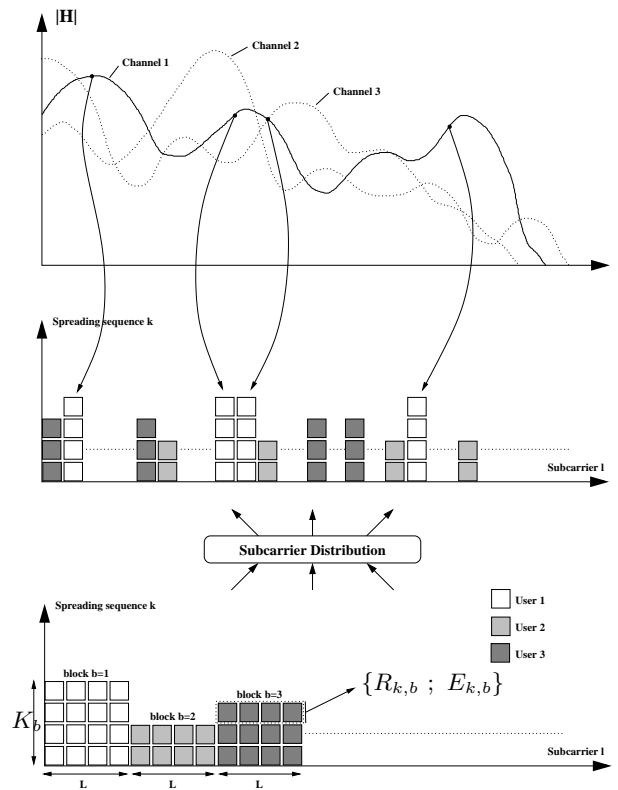 |H|
Channel 2
Channel 1
Channel 3
Spreading sequence k
Subcarrier l
Subcarrier Distribution
Spreading sequence k
User 1
User 2
User 3
block b=1
{R_{k,b} ; E_{k,b}}
block b=3
K_b
block b=2
Subcarrier l
L
L
L